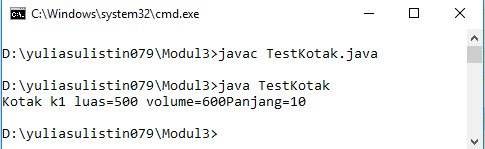 C:\Windows\system32\cmd.exe
D:\yuliasulistin079\Modul3>javac TestKotak.java
D:\yuliasulistin079\Modul3>java TestKotak
Kotak k1 luas=500 volume=600Panjang=10
D:\yuliasulistin079\Modul3>